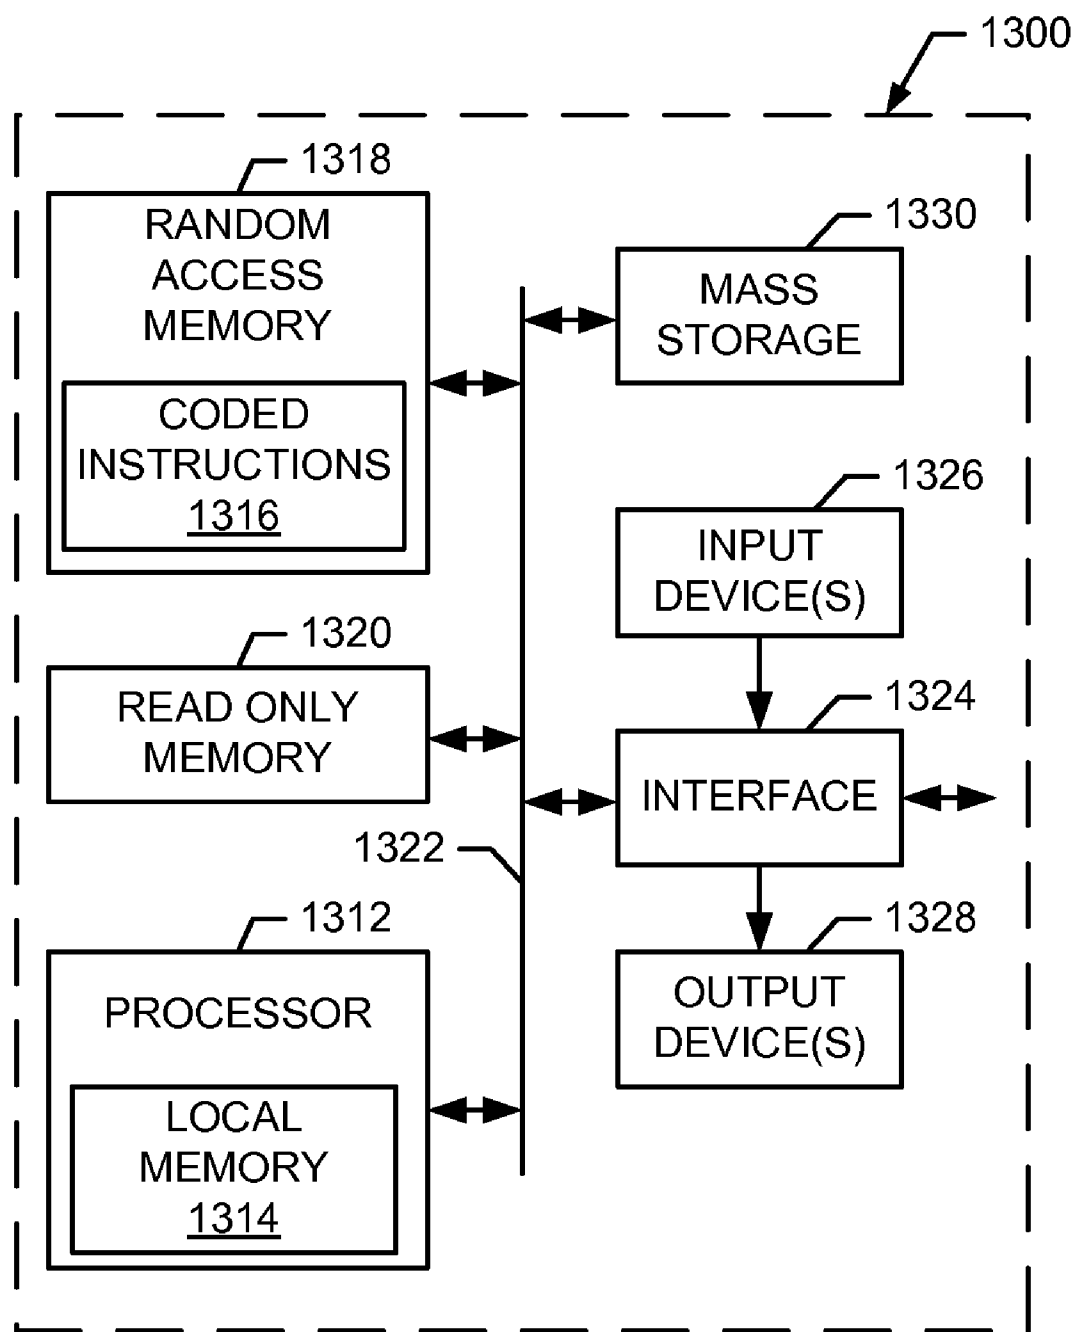 1300
1318
RANDOM
ACCESS
MEMORY
CODED
INSTRUCTIONS
1316
1330
MASS
STORAGE
1326
INPUT
DEVICE(S)
1320
READ ONLY
MEMORY
1324
INTERFACE
1322
1312
PROCESSOR
LOCAL
MEMORY
1314
1328
OUTPUT
DEVICE(S)